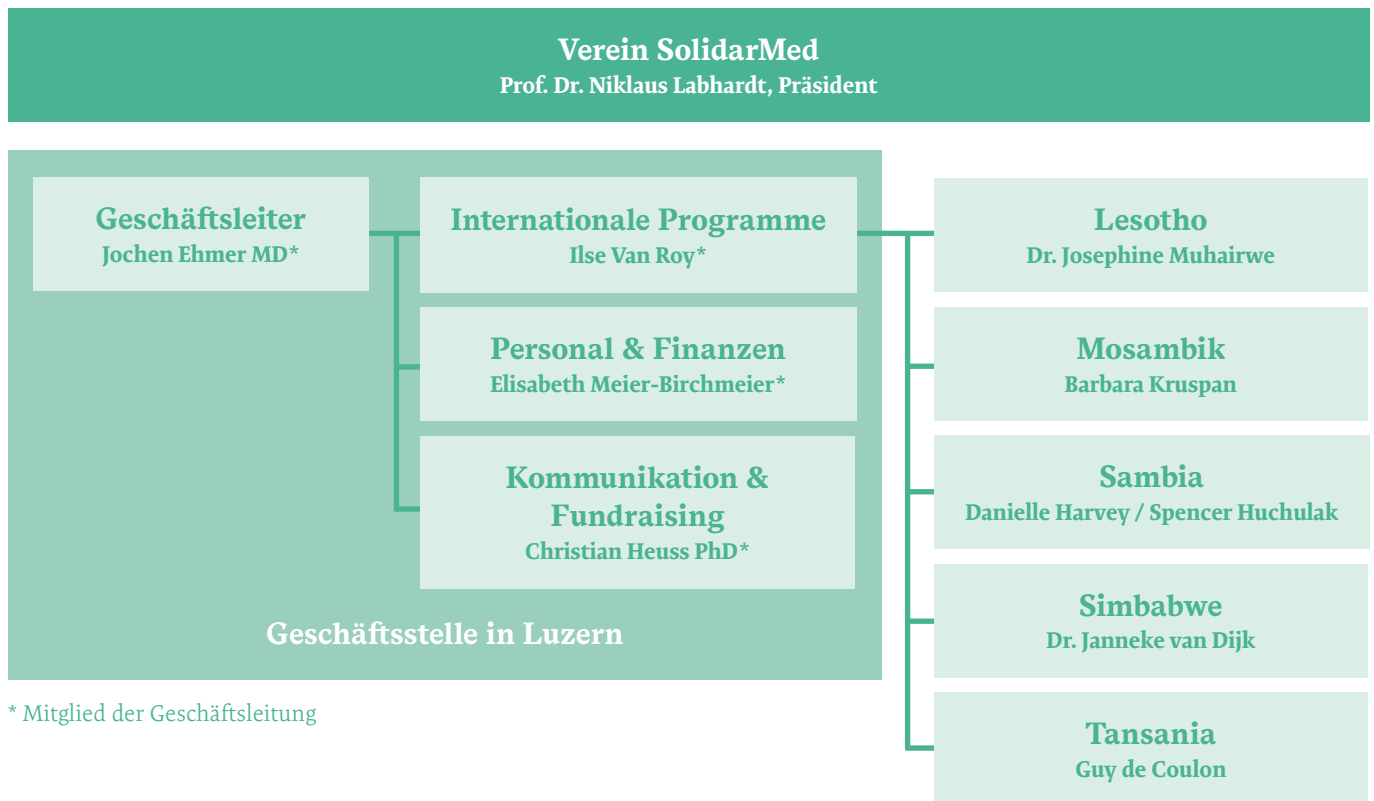 Verein SolidarMed
Prof. Dr. Niklaus Labhardt, Präsident
Geschäftsleiter
Jochen Ehmer MD*
Internationale Programme
Ilse Van Roy*
Personal & Finanzen
Elisabeth Meier-Birchmeier*
Kommunikation &
Fundraising
Christian Heuss PhD*
Geschäftsstelle in Luzern
Lesotho
Dr. Josephine Muhairwe
Mosambik
Barbara Kruspan
Sambia
Danielle Harvey / Spencer Huchulak
Simbabwe
Dr. Janneke van Dijk
Tansania
Guy de Coulon
* Mitglied der Geschäftsleitung